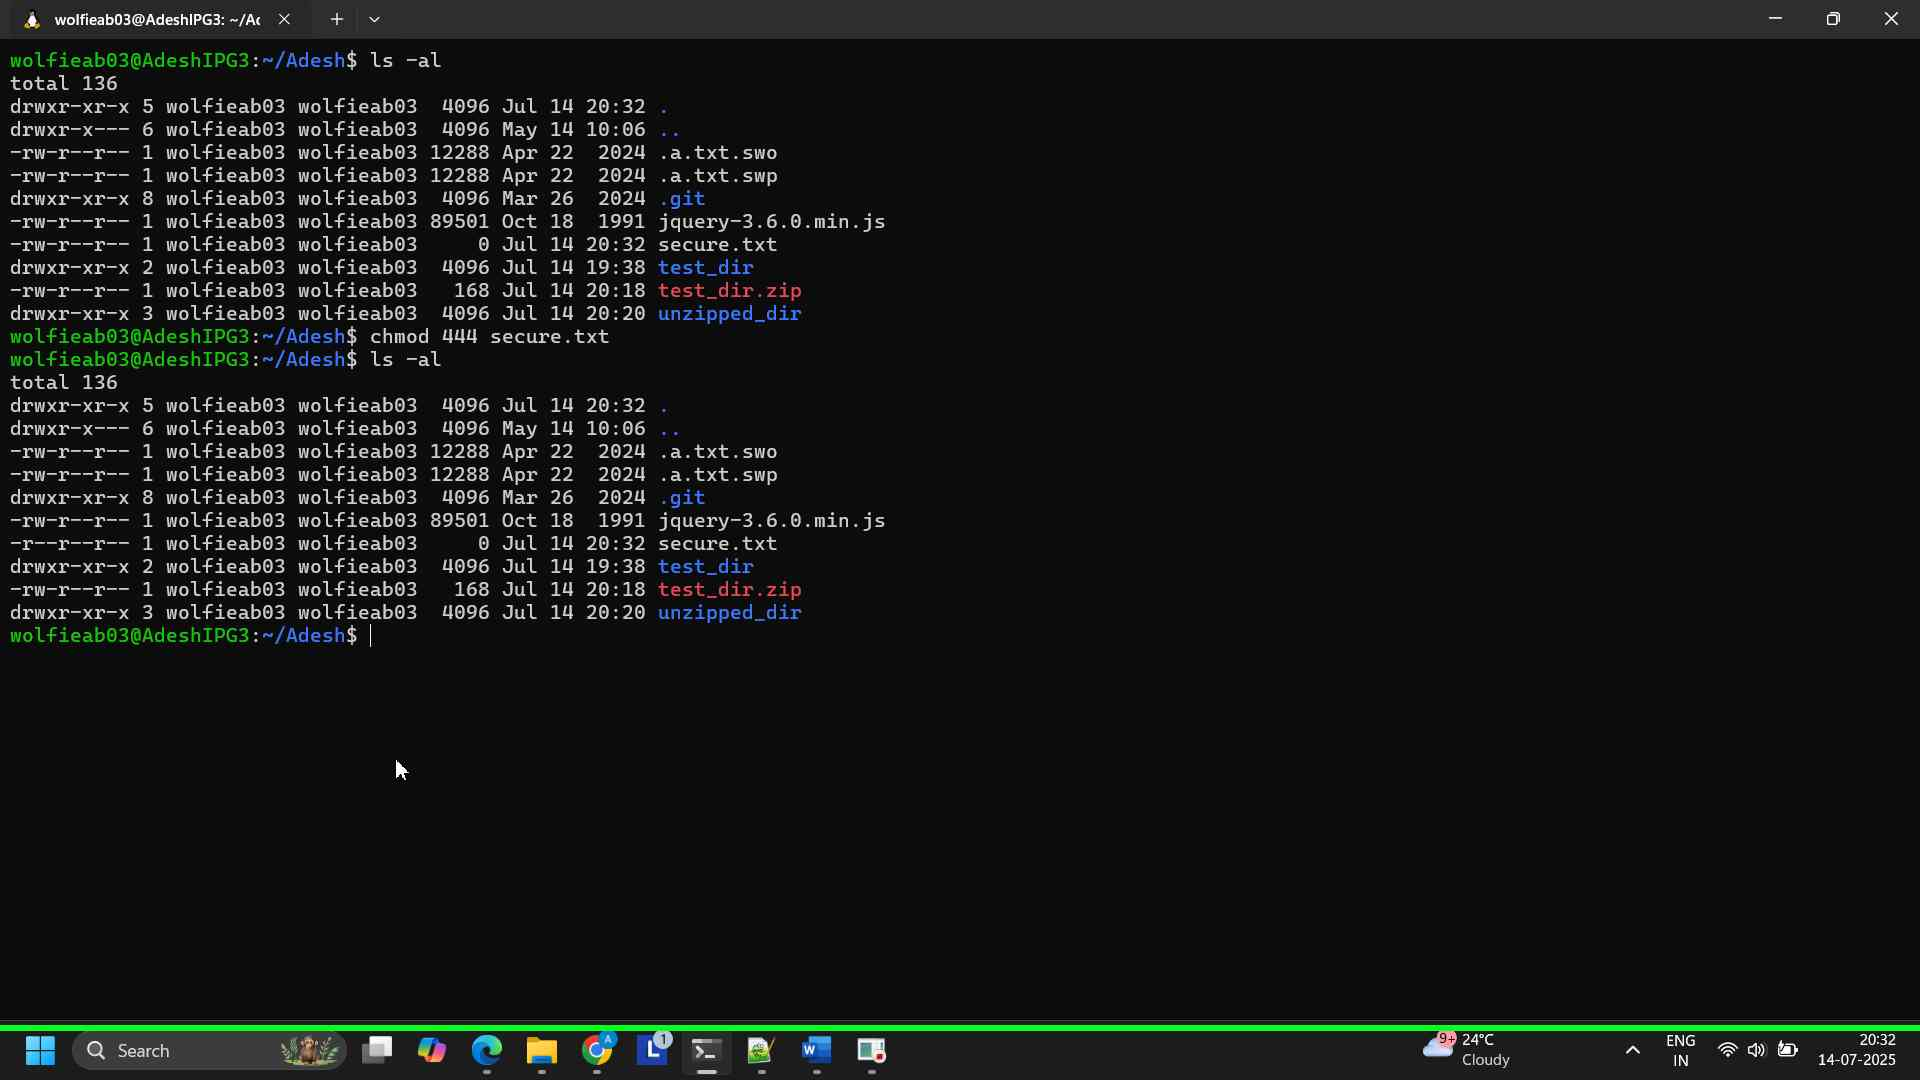 wolfieab03@AdeshIPG3: ~/Ac
wolfieab03@AdeshIPG3:~/Adesh$ ls -al
total 136
drwxr-xr-x 5 wolfieab03 wolfieab03  4096 Jul 14 20:32 .
drwxr-x--- 6 wolfieab03 wolfieab03  4096 May 14 10:06 ..
-rw-r--r-- 1 wolfieab03 wolfieab03 12288 Apr 22  2024 .a.txt.swo
-rw-r--r-- 1 wolfieab03 wolfieab03 12288 Apr 22  2024 .a.txt.swp
drwxr-xr-x 8 wolfieab03 wolfieab03  4096 Mar 26  2024 .git
-rw-r--r-- 1 wolfieab03 wolfieab03 89501 Oct 18  1991 jquery-3.6.0.min.js
-rw-r--r-- 1 wolfieab03 wolfieab03     0 Jul 14 20:32 secure.txt
drwxr-xr-x 2 wolfieab03 wolfieab03  4096 Jul 14 19:38 test_dir
-rw-r--r-- 1 wolfieab03 wolfieab03   168 Jul 14 20:18 test_dir.zip
drwxr-xr-x 3 wolfieab03 wolfieab03  4096 Jul 14 20:20 unzipped_dir
wolfieab03@AdeshIPG3:~/Adesh$ chmod 444 secure.txt
wolfieab03@AdeshIPG3:~/Adesh$ ls -al
total 136
drwxr-xr-x 5 wolfieab03 wolfieab03  4096 Jul 14 20:32 .
drwxr-x--- 6 wolfieab03 wolfieab03  4096 May 14 10:06 ..
-rw-r--r-- 1 wolfieab03 wolfieab03 12288 Apr 22  2024 .a.txt.swo
-rw-r--r-- 1 wolfieab03 wolfieab03 12288 Apr 22  2024 .a.txt.swp
drwxr-xr-x 8 wolfieab03 wolfieab03  4096 Mar 26  2024 .git
-rw-r--r-- 1 wolfieab03 wolfieab03 89501 Oct 18  1991 jquery-3.6.0.min.js
-r--r--r-- 1 wolfieab03 wolfieab03     0 Jul 14 20:32 secure.txt
drwxr-xr-x 2 wolfieab03 wolfieab03  4096 Jul 14 19:38 test_dir
-rw-r--r-- 1 wolfieab03 wolfieab03   168 Jul 14 20:18 test_dir.zip
drwxr-xr-x 3 wolfieab03 wolfieab03  4096 Jul 14 20:20 unzipped_dir
wolfieab03@AdeshIPG3:~/Adesh$
Search
A
L 1
W
9+ 24°C
Cloudy
ENG
IN
20:32
14-07-2025